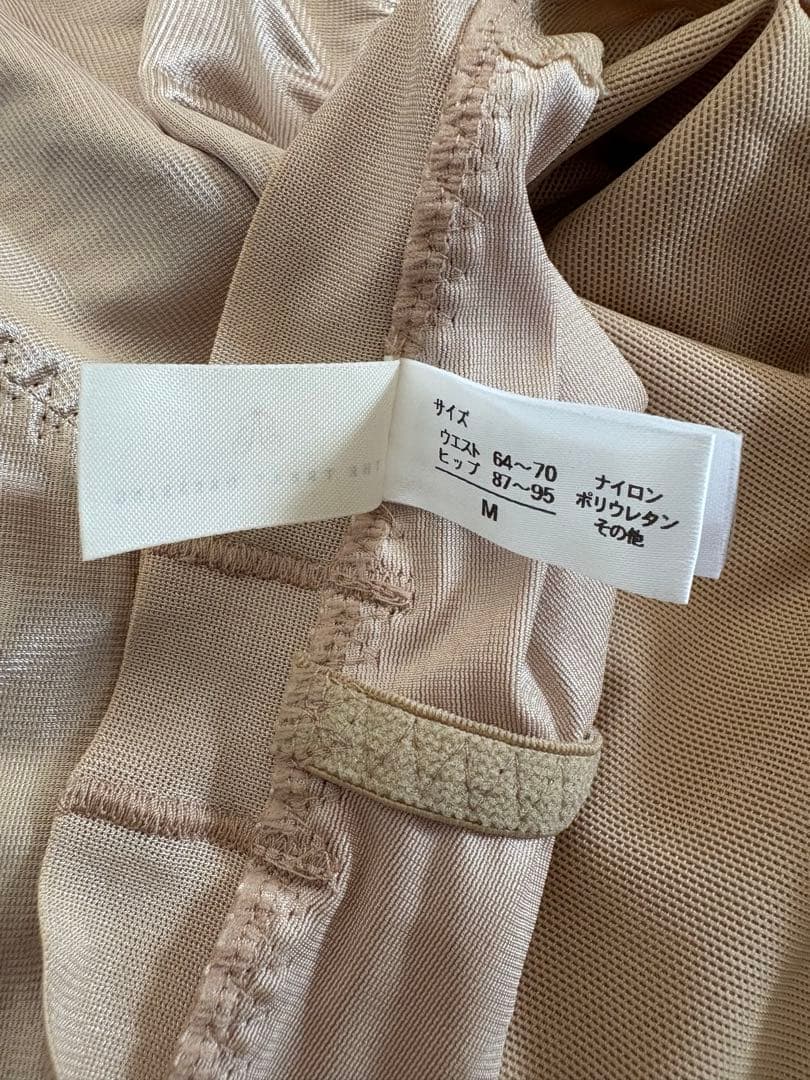 サイズ
ウエスト 64～70
ヒップ 87～95
M
ナイロン
ポリウレタン
その他